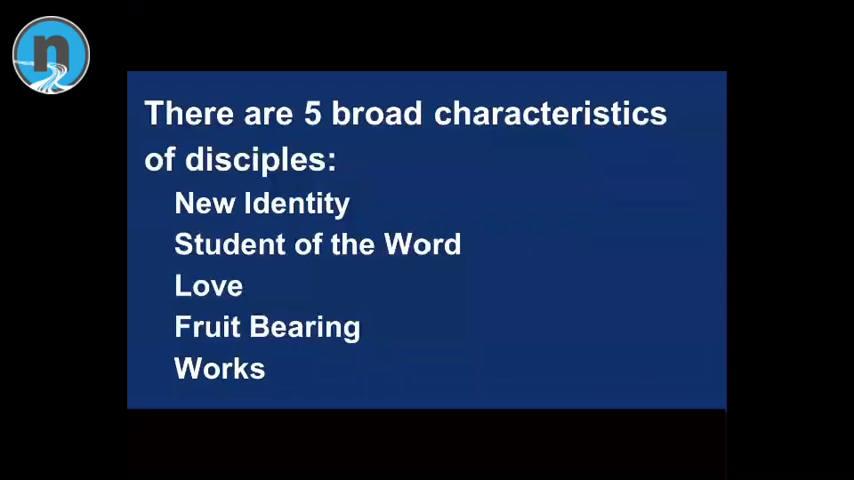 n
There are 5 broad characteristics
of disciples:
New Identity
Student of the Word
Love
Fruit Bearing
Works